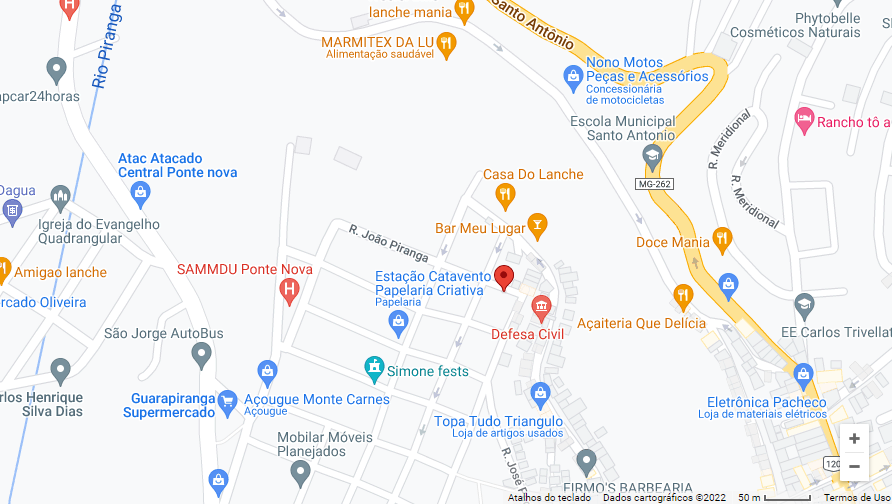 lanche mania
Santo Antônio
Phytobelle
Cosméticos Naturais
H
Rio Piranga
MARMITEX DA LU
Alimentação saudável
Nono Motos
Peças e Acessórios
Concessionária
de motocicletas
apcar24horas
Escola Municipal
Santo Antonio
R. Meridional
Rancho tô a
Atac Atacado
Central Ponte nova
Casa Do Lanche
MG-262
R. Meridional
Dagua
Igreja do Evangelho
Quadrangular
R. João Piranga
Bar Meu Lugar
Doce Mania
Amigao lanche
SAMMDU Ponte Nova
H
Estação Catavento
Papelaria Criativa
Papelaria
rcado Oliveira
São Jorge AutoBus
Defesa Civil
Açaiteria Que Delícia
EE Carlos Trivellat
Simone fests
rlos Henrique
Silva Dias
Guarapiranga
Supermercado
Açougue Monte Carnes
Açougue
Eletrônica Pacheco
Loja de materiais elétricos
Topa Tudo Triangulo
Loja de artigos usados
Mobilar Móveis
Planejados
R. José
FIRMO'S BARBEARIA
120
+
−
Atalhos do teclado
Dados cartográficos ©2022
50 m
Termos de Uso